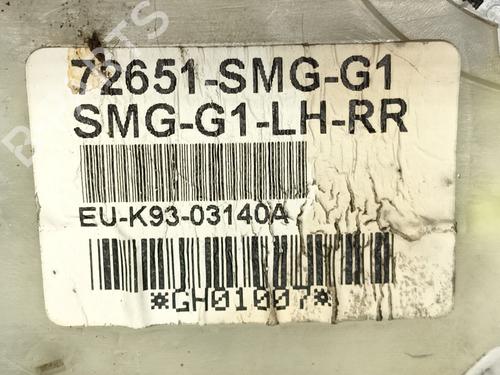 72651-SMG-G1
SMG-G1-LH-RR
EU-K93-03140A
*GH01007*